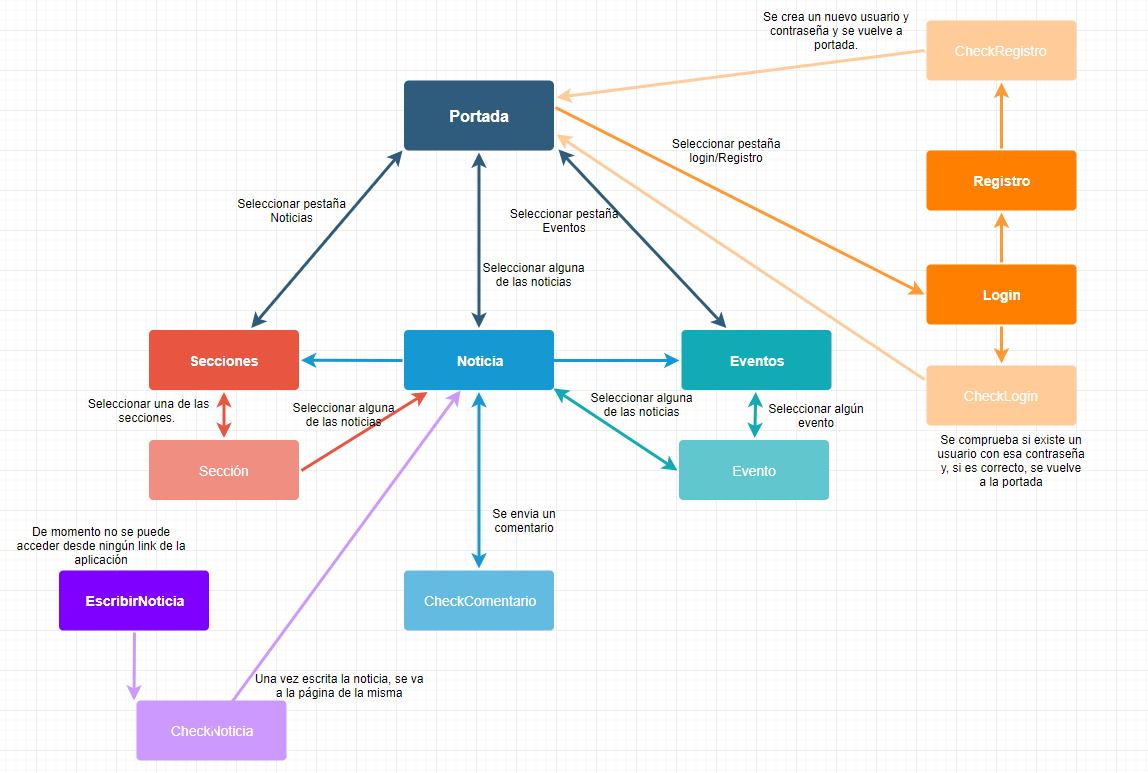 Se crea un nuevo usuario y
contraseña y se vuelve a
portada.
CheckRegistro
Portada
Seleccionar pestaña
login/Registro
Registro
Seleccionar pestaña
Noticias
Seleccionar pestaña
Eventos
Seleccionar alguna
de las noticias
Login
Secciones
Noticia
Eventos
CheckLogin
Seleccionar una de las
secciones.
Seleccionar alguna
de las noticias
Seleccionar alguna
de las noticias
Seleccionar algún
evento
Se comprueba si existe un
usuario con esa contraseña
y, si es correcto, se vuelve
a la portada
Sección
Evento
Se envia un
comentario
De momento no se puede
acceder desde ningún link de la
aplicación
EscribirNoticia
CheckComentario
Una vez escrita la noticia, se va
a la página de la misma
CheckNoticia